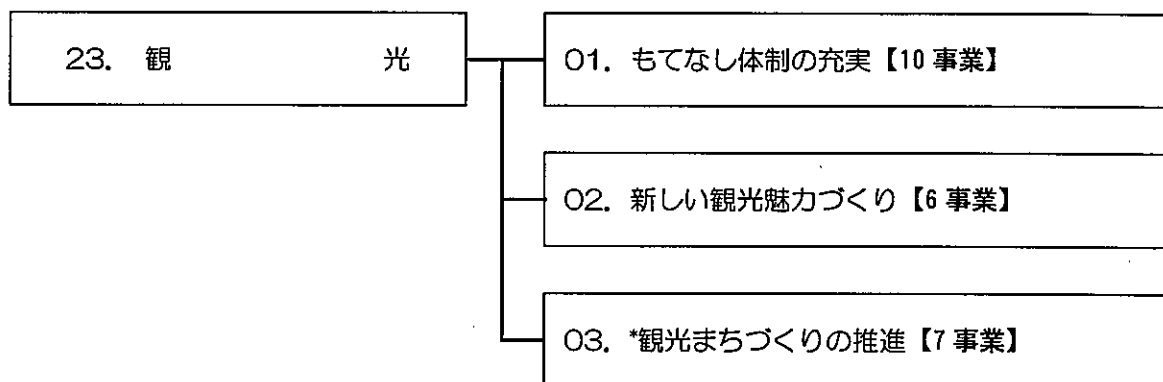 23. 観　　　光
01. もてなし体制の充実【10 事業】
02. 新しい観光魅力づくり【6 事業】
03. *観光まちづくりの推進【7 事業】